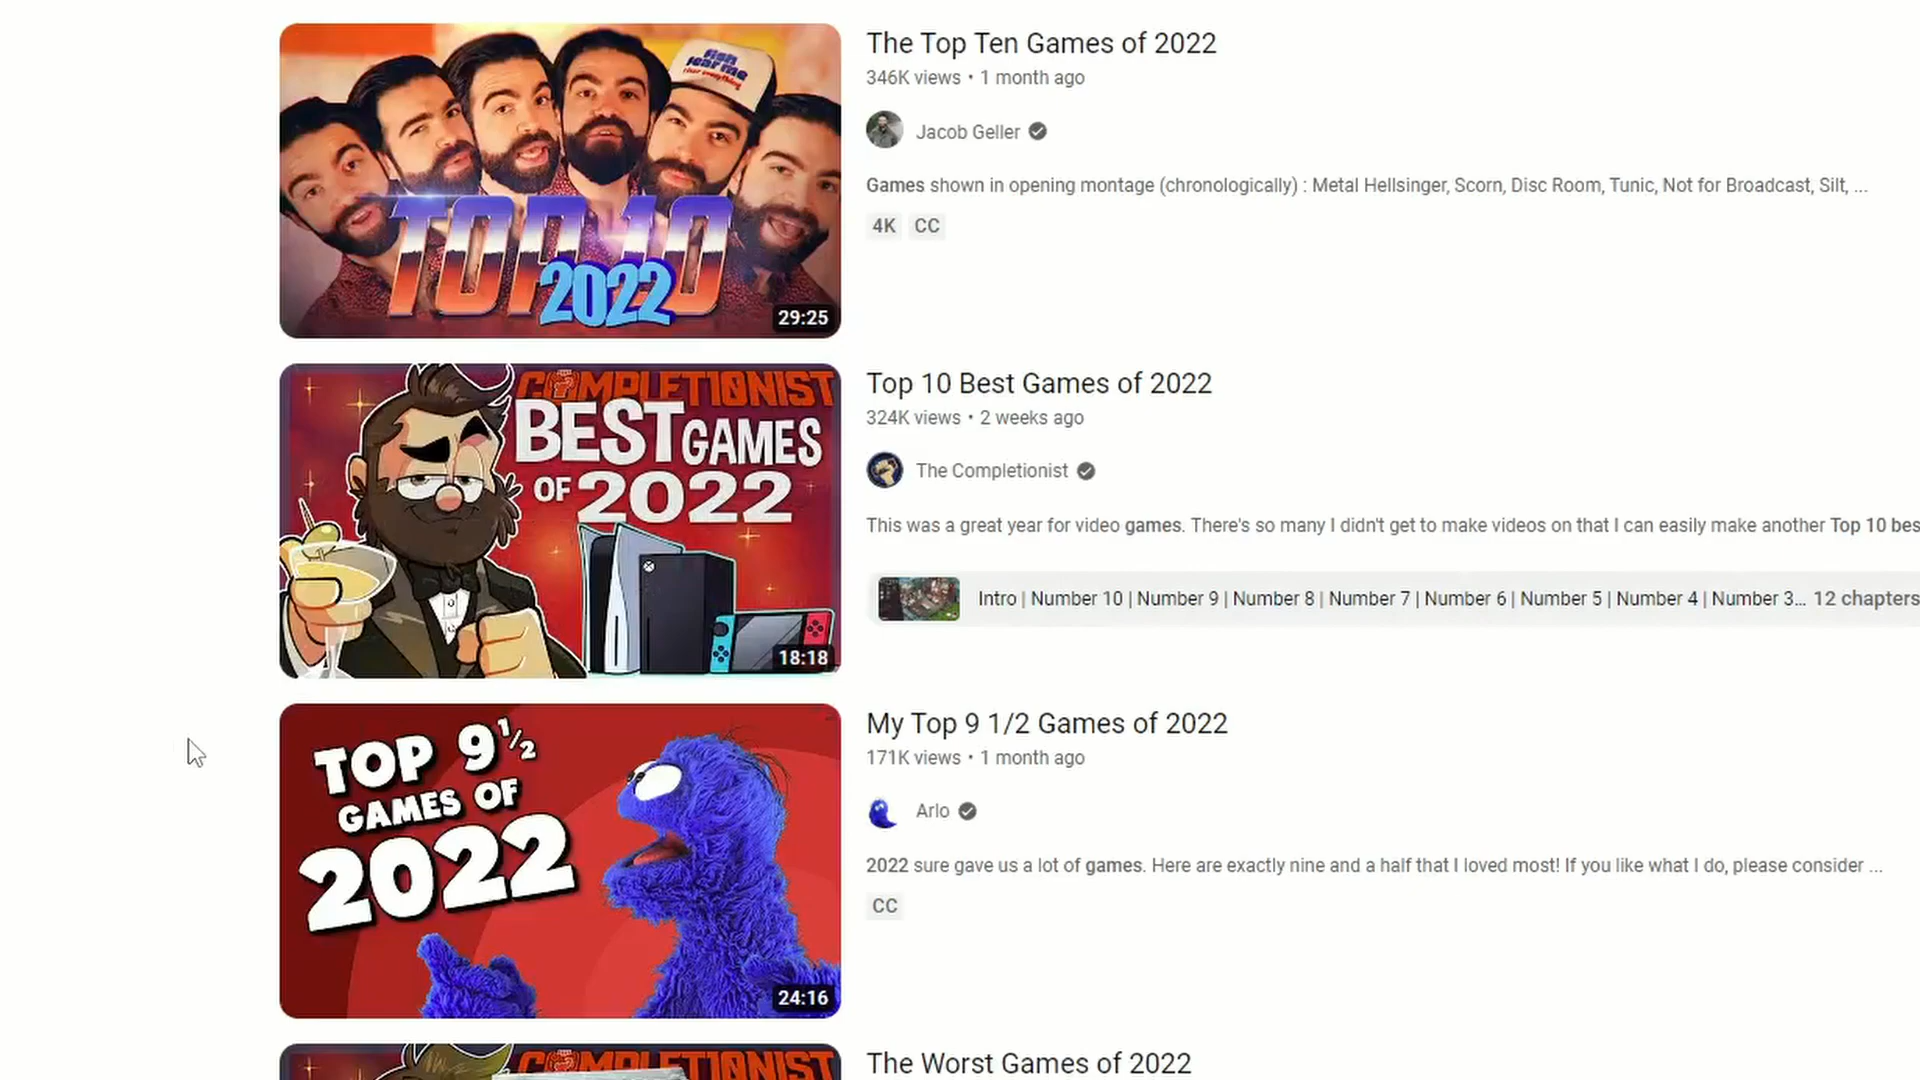 The Top Ten Games of 2022
346K views • 1 month ago
Jacob Geller
Games shown in opening montage (chronologically) : Metal Hellsinger, Scorn, Disc Room, Tunic, Not for Broadcast, Silt, ...
4K CC
TOP 10
2022
29:25
Top 10 Best Games of 2022
324K views • 2 weeks ago
The Completionist
This was a great year for video games. There's so many I didn't get to make videos on that I can easily make another Top 10 bes
Intro | Number 10 | Number 9 | Number 8 | Number 7 | Number 6 | Number 5 | Number 4 | Number 3... 12 chapters
COMPLETIONIST
BEST GAMES
OF 2022
18:18
My Top 9 1/2 Games of 2022
171K views • 1 month ago
Arlo
2022 sure gave us a lot of games. Here are exactly nine and a half that I loved most! If you like what I do, please consider ...
CC
TOP 9 1/2
GAMES OF
2022
24:16
The Worst Games of 2022
COMPLETIONIST